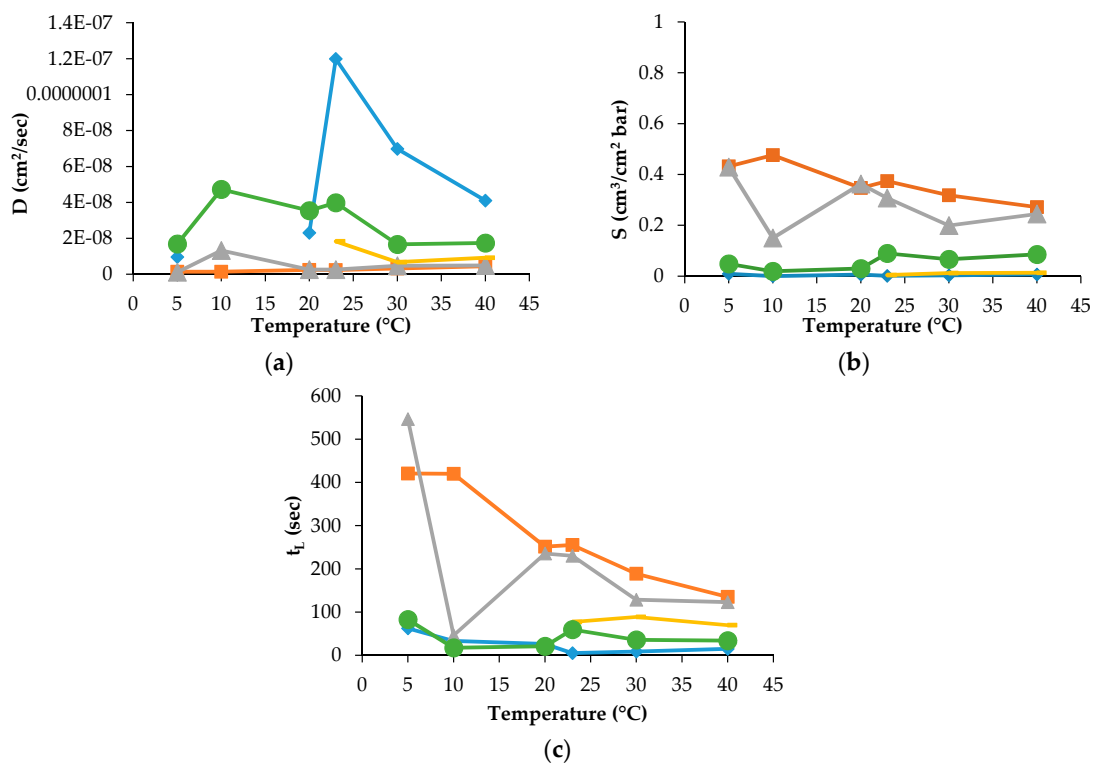 1.4E-07
1.2E-07
0.0000001
8E-08
6E-08
4E-08
2E-08
0
D (cm²/sec)
0 5 10 15 20 25 30 35 40 45
Temperature (°C)
(a)
1
0.8
0.6
0.4
0.2
0
S (cm³/cm² bar)
0 5 10 15 20 25 30 35 40 45
Temperature (°C)
(b)
600
500
400
300
200
100
0
t_L (sec)
0 5 10 15 20 25 30 35 40 45
Temperature (°C)
(c)